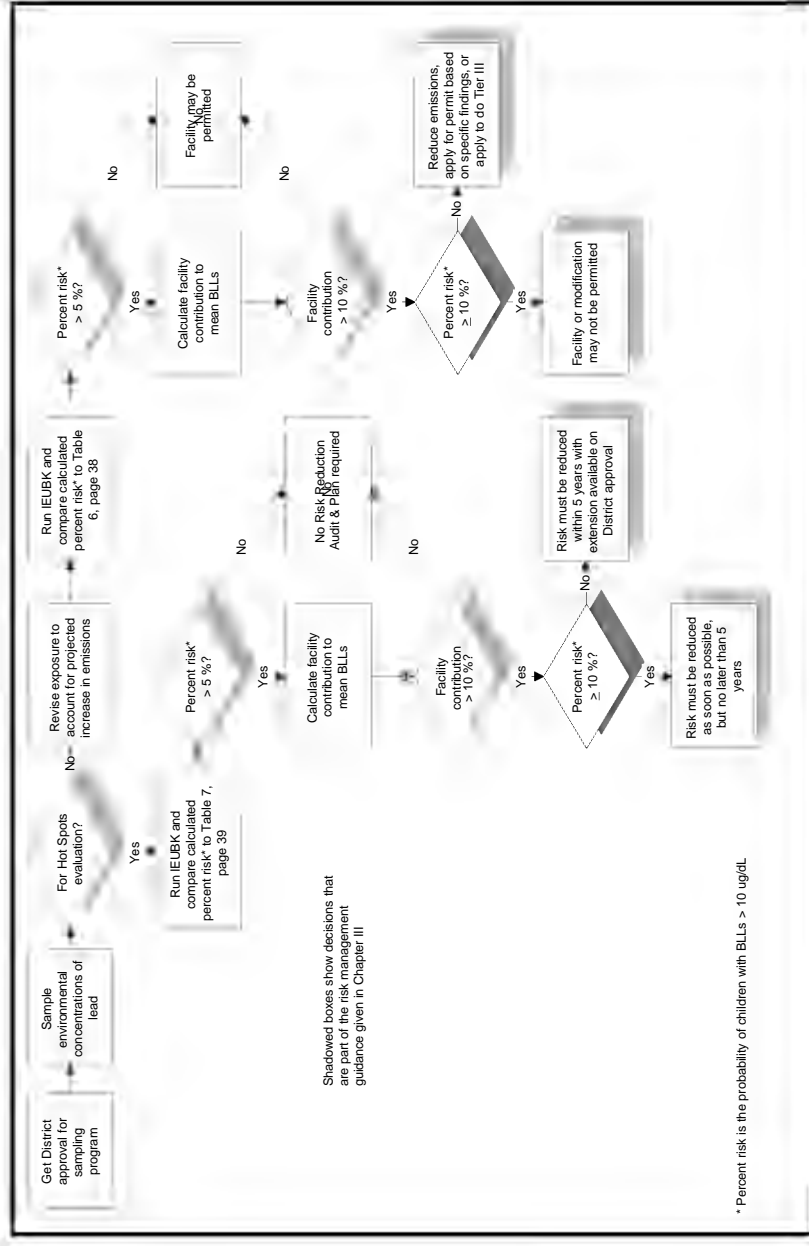 Get District
approval for
sampling
program
Sample
environmental
concentrations of
lead
For Hot Spots
evaluation?
No
Revise exposure to
account for projected
increase in emissions
Run IEUBK and
compare calculated
percent risk* to Table
6, page 38
Percent risk*
> 5 %?
No
Facility may be
permitted
No
Yes
Calculate facility
contribution to
mean BLLs
Facility
contribution
> 10 %?
No
Yes
Percent risk*
≥ 10 %?
No
Reduce emissions,
apply for permit based
on specific findings, or
apply to do Tier III
Yes
Facility or modification
may not be permitted
Yes
Run IEUBK and
compare calculated
percent risk* to Table 7,
page 39
Percent risk*
> 5 %?
No
No Risk Reduction
Audit & Plan required
No
Yes
Calculate facility
contribution to
mean BLLs
Facility
contribution
> 10 %?
No
Yes
Percent risk*
≥ 10 %?
No
Risk must be reduced
within 5 years with
extension available on
District approval
Yes
Risk must be reduced
as soon as possible,
but no later than 5
years
Shadowed boxes show decisions that
are part of the risk management
guidance given in Chapter III
* Percent risk is the probability of children with BLLs > 10 ug/dL